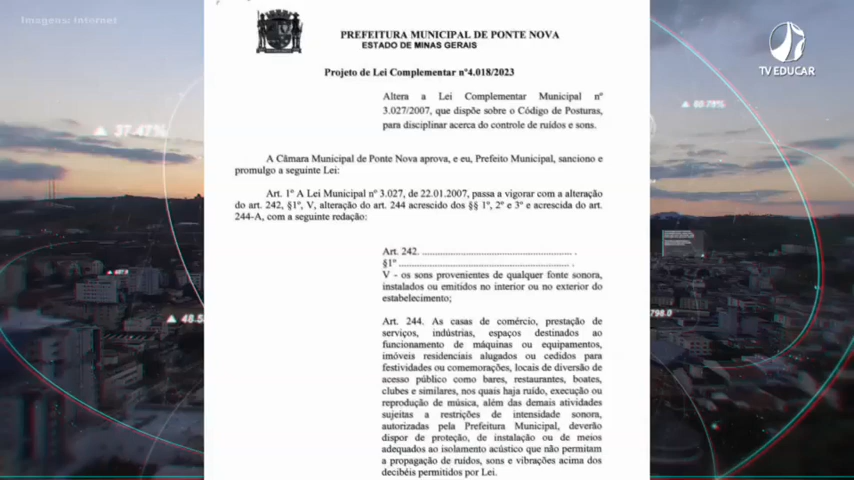 Imagens: Internet
TV EDUCAR
PREFEITURA MUNICIPAL DE PONTE NOVA
ESTADO DE MINAS GERAIS
Projeto de Lei Complementar nº4.018/2023
Altera a Lei Complementar Municipal nº
3.027/2007, que dispõe sobre o Código de Posturas,
para disciplinar acerca do controle de ruídos e sons.
A Câmara Municipal de Ponte Nova aprova, e eu, Prefeito Municipal, sanciono e
promulgo a seguinte Lei:
Art. 1º A Lei Municipal nº 3.027, de 22.01.2007, passa a vigorar com a alteração
do art. 242, §1º, V, alteração do art. 244 acrescido dos §§ 1º, 2º e 3º e acrescida do art.
244-A, com a seguinte redação:
Art. 242. ............................................................ .
§1º .................................................................... .
V - os sons provenientes de qualquer fonte sonora,
instalados ou emitidos no interior ou no exterior do
estabelecimento;
Art. 244. As casas de comércio, prestação de
serviços, indústrias, espaços destinados ao
funcionamento de máquinas ou equipamentos,
imóveis residenciais alugados ou cedidos para
festividades ou comemorações, locais de diversão de
acesso público como bares, restaurantes, boates,
clubes e similares, nos quais haja ruído, execução ou
reprodução de música, além das demais atividades
sujeitas a restrições de intensidade sonora,
autorizadas pela Prefeitura Municipal, deverão
dispor de proteção, de instalação ou de meios
adequados ao isolamento acústico que não permitam
a propagação de ruídos, sons e vibrações acima dos
decibéis permitidos por Lei.
37.47%